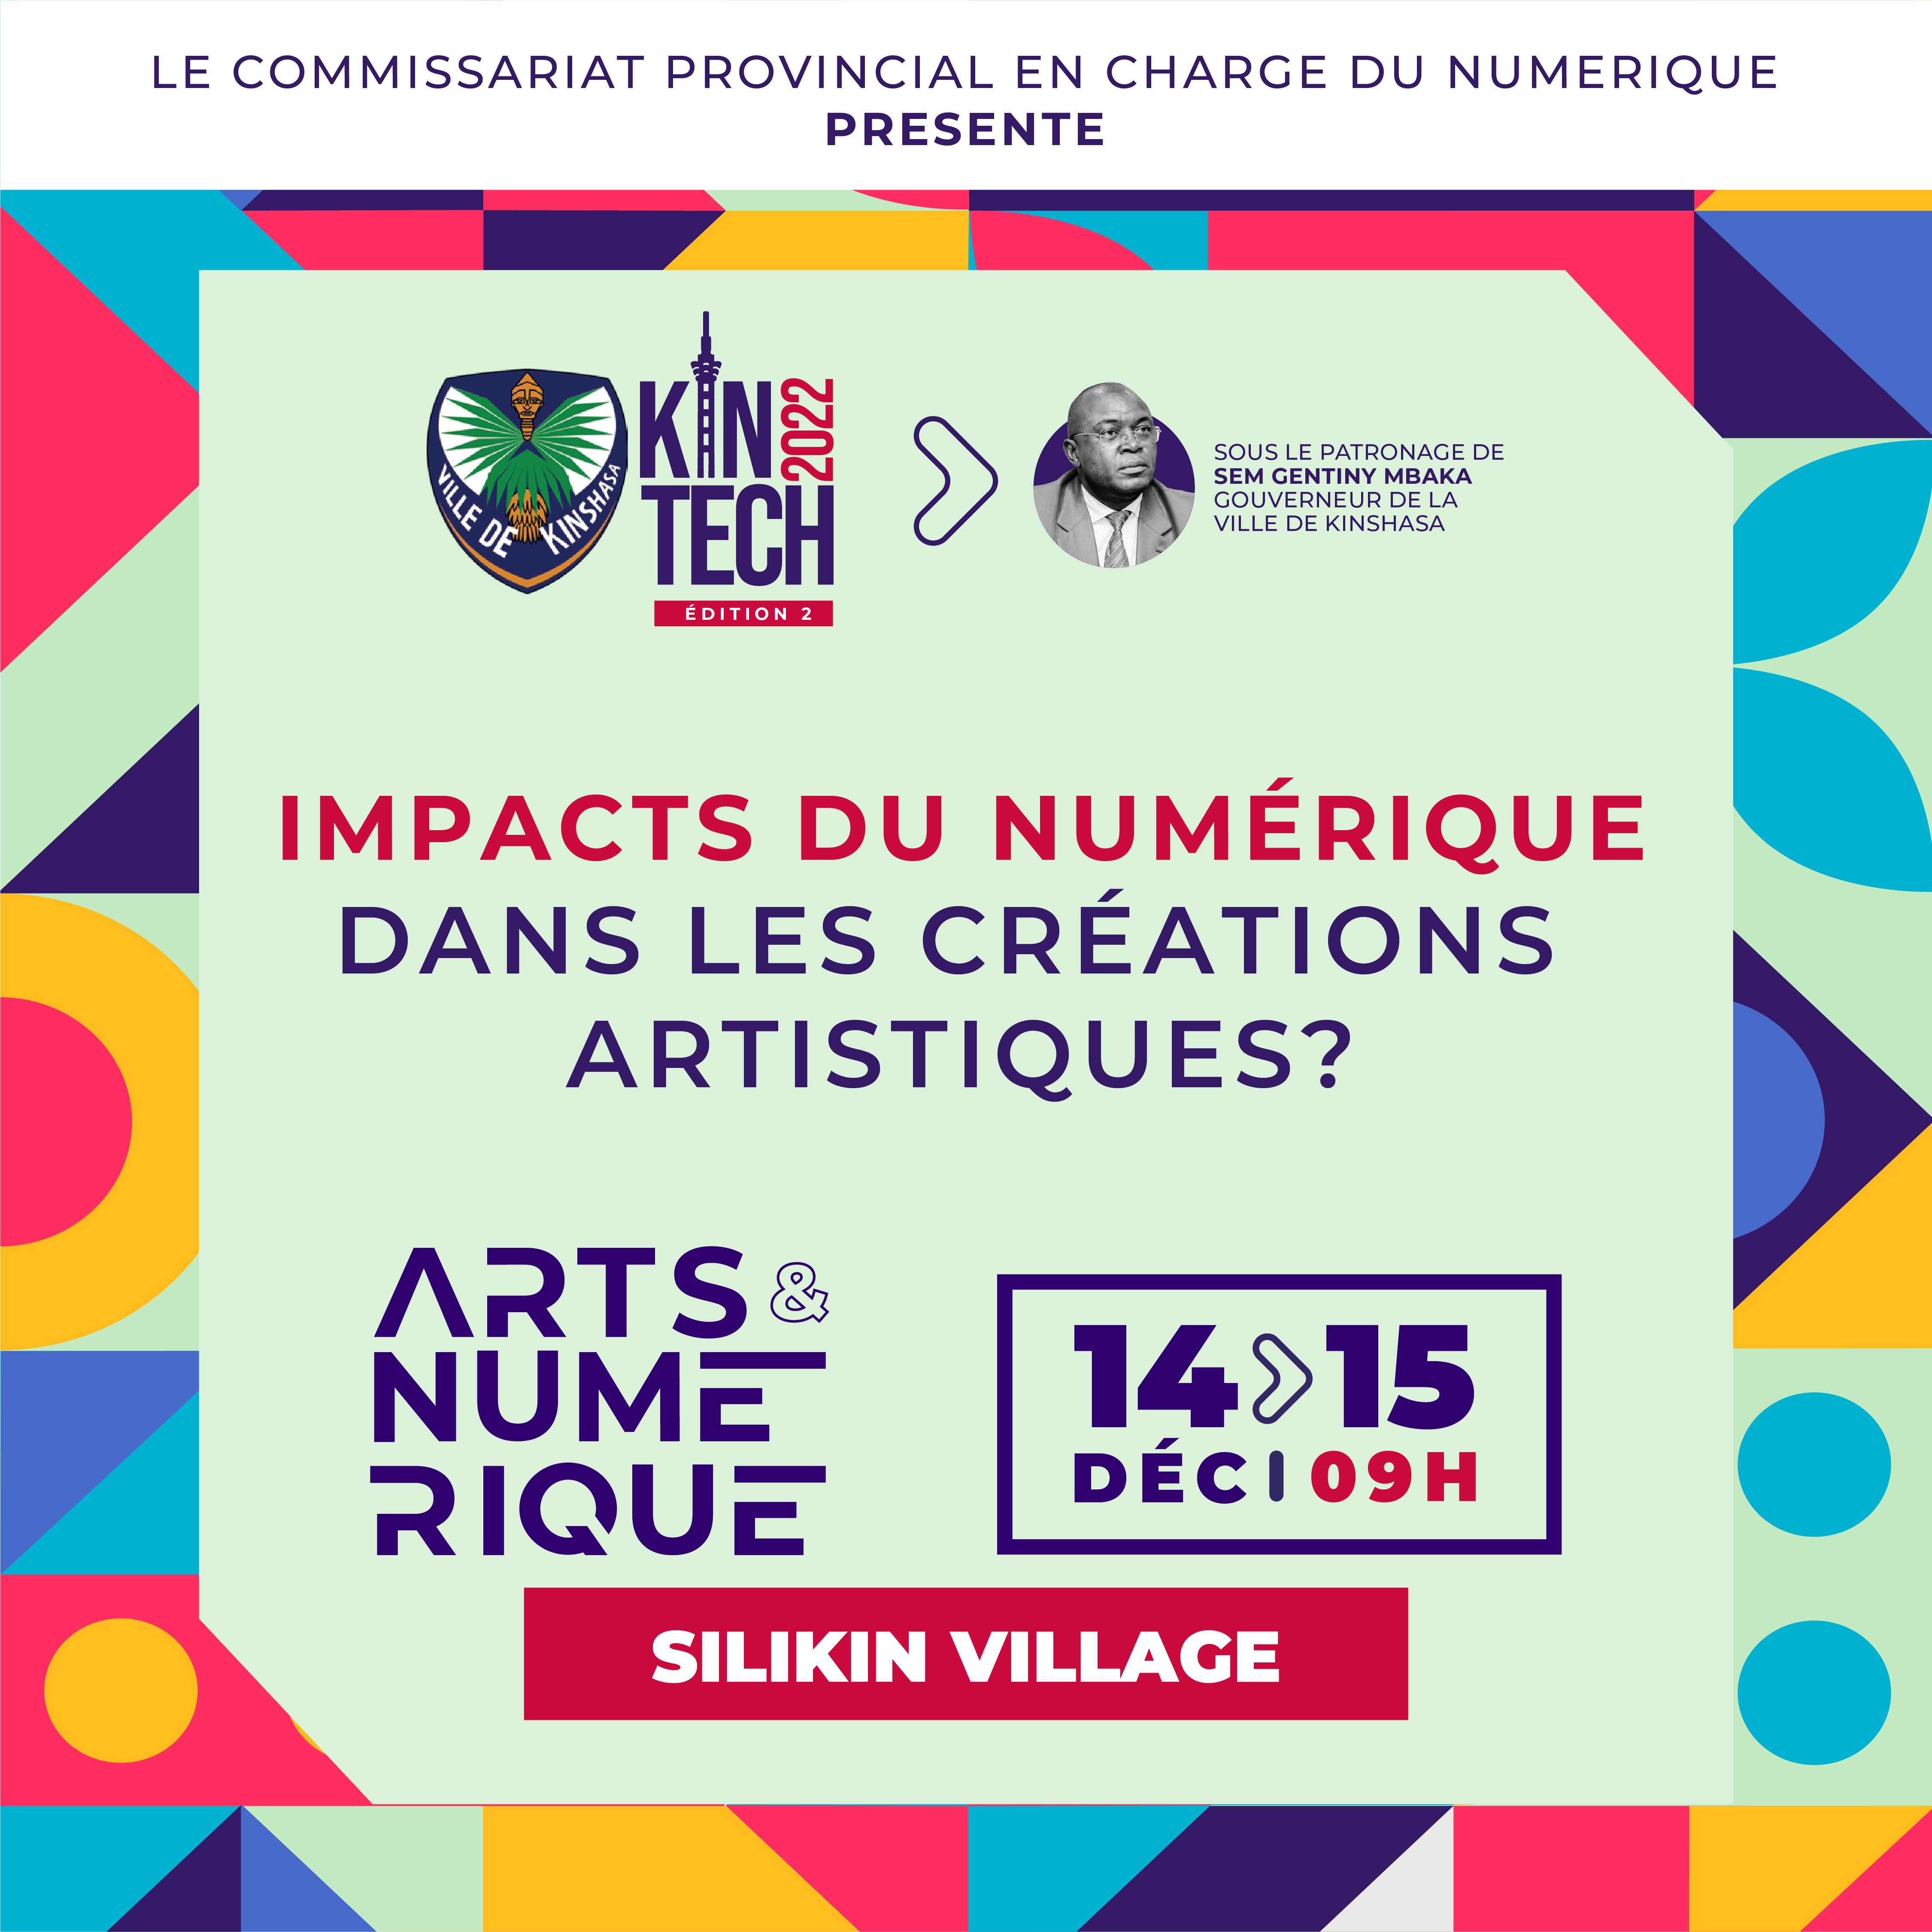 LE COMMISSARIAT PROVINCIAL EN CHARGE DU NUMERIQUE
PRESENTE
VILLE DE KINSHASA
KIN
2022
TECH
ÉDITION 2
SOUS LE PATRONAGE DE
SEM GENTINY MBAKA
GOUVERNEUR DE LA
VILLE DE KINSHASA
IMPACTS DU NUMÉRIQUE
DANS LES CRÉATIONS
ARTISTIQUES?
ARTS &
NUME
RIQUE
14 > 15
DÉC | 09H
SILIKIN VILLAGE